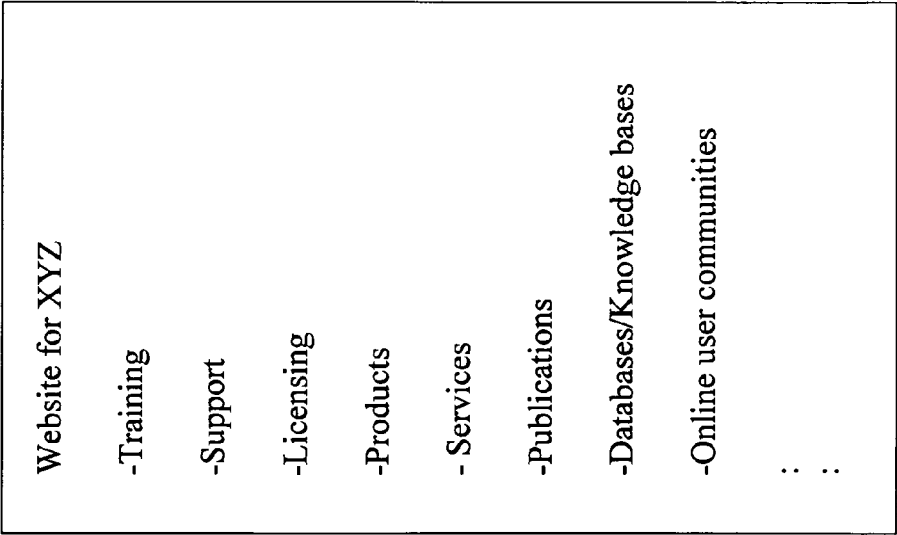 Website for XYZ
-Training
-Support
-Licensing
-Products
- Services
-Publications
-Databases/Knowledge bases
-Online user communities
:
: